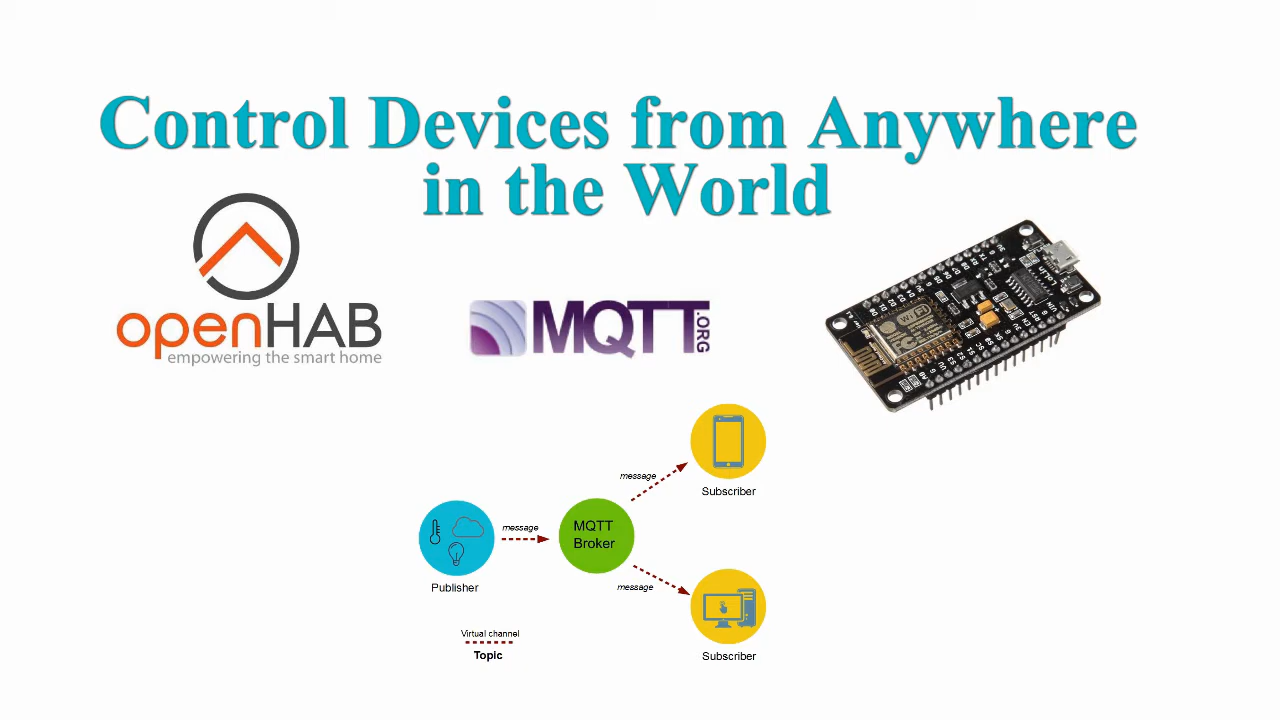 Control Devices from Anywhere
in the World
openHAB
empowering the smart home
MQTT.ORG
message
Subscriber
message
MQTT
Broker
Publisher
message
Virtual channel
Topic
Subscriber